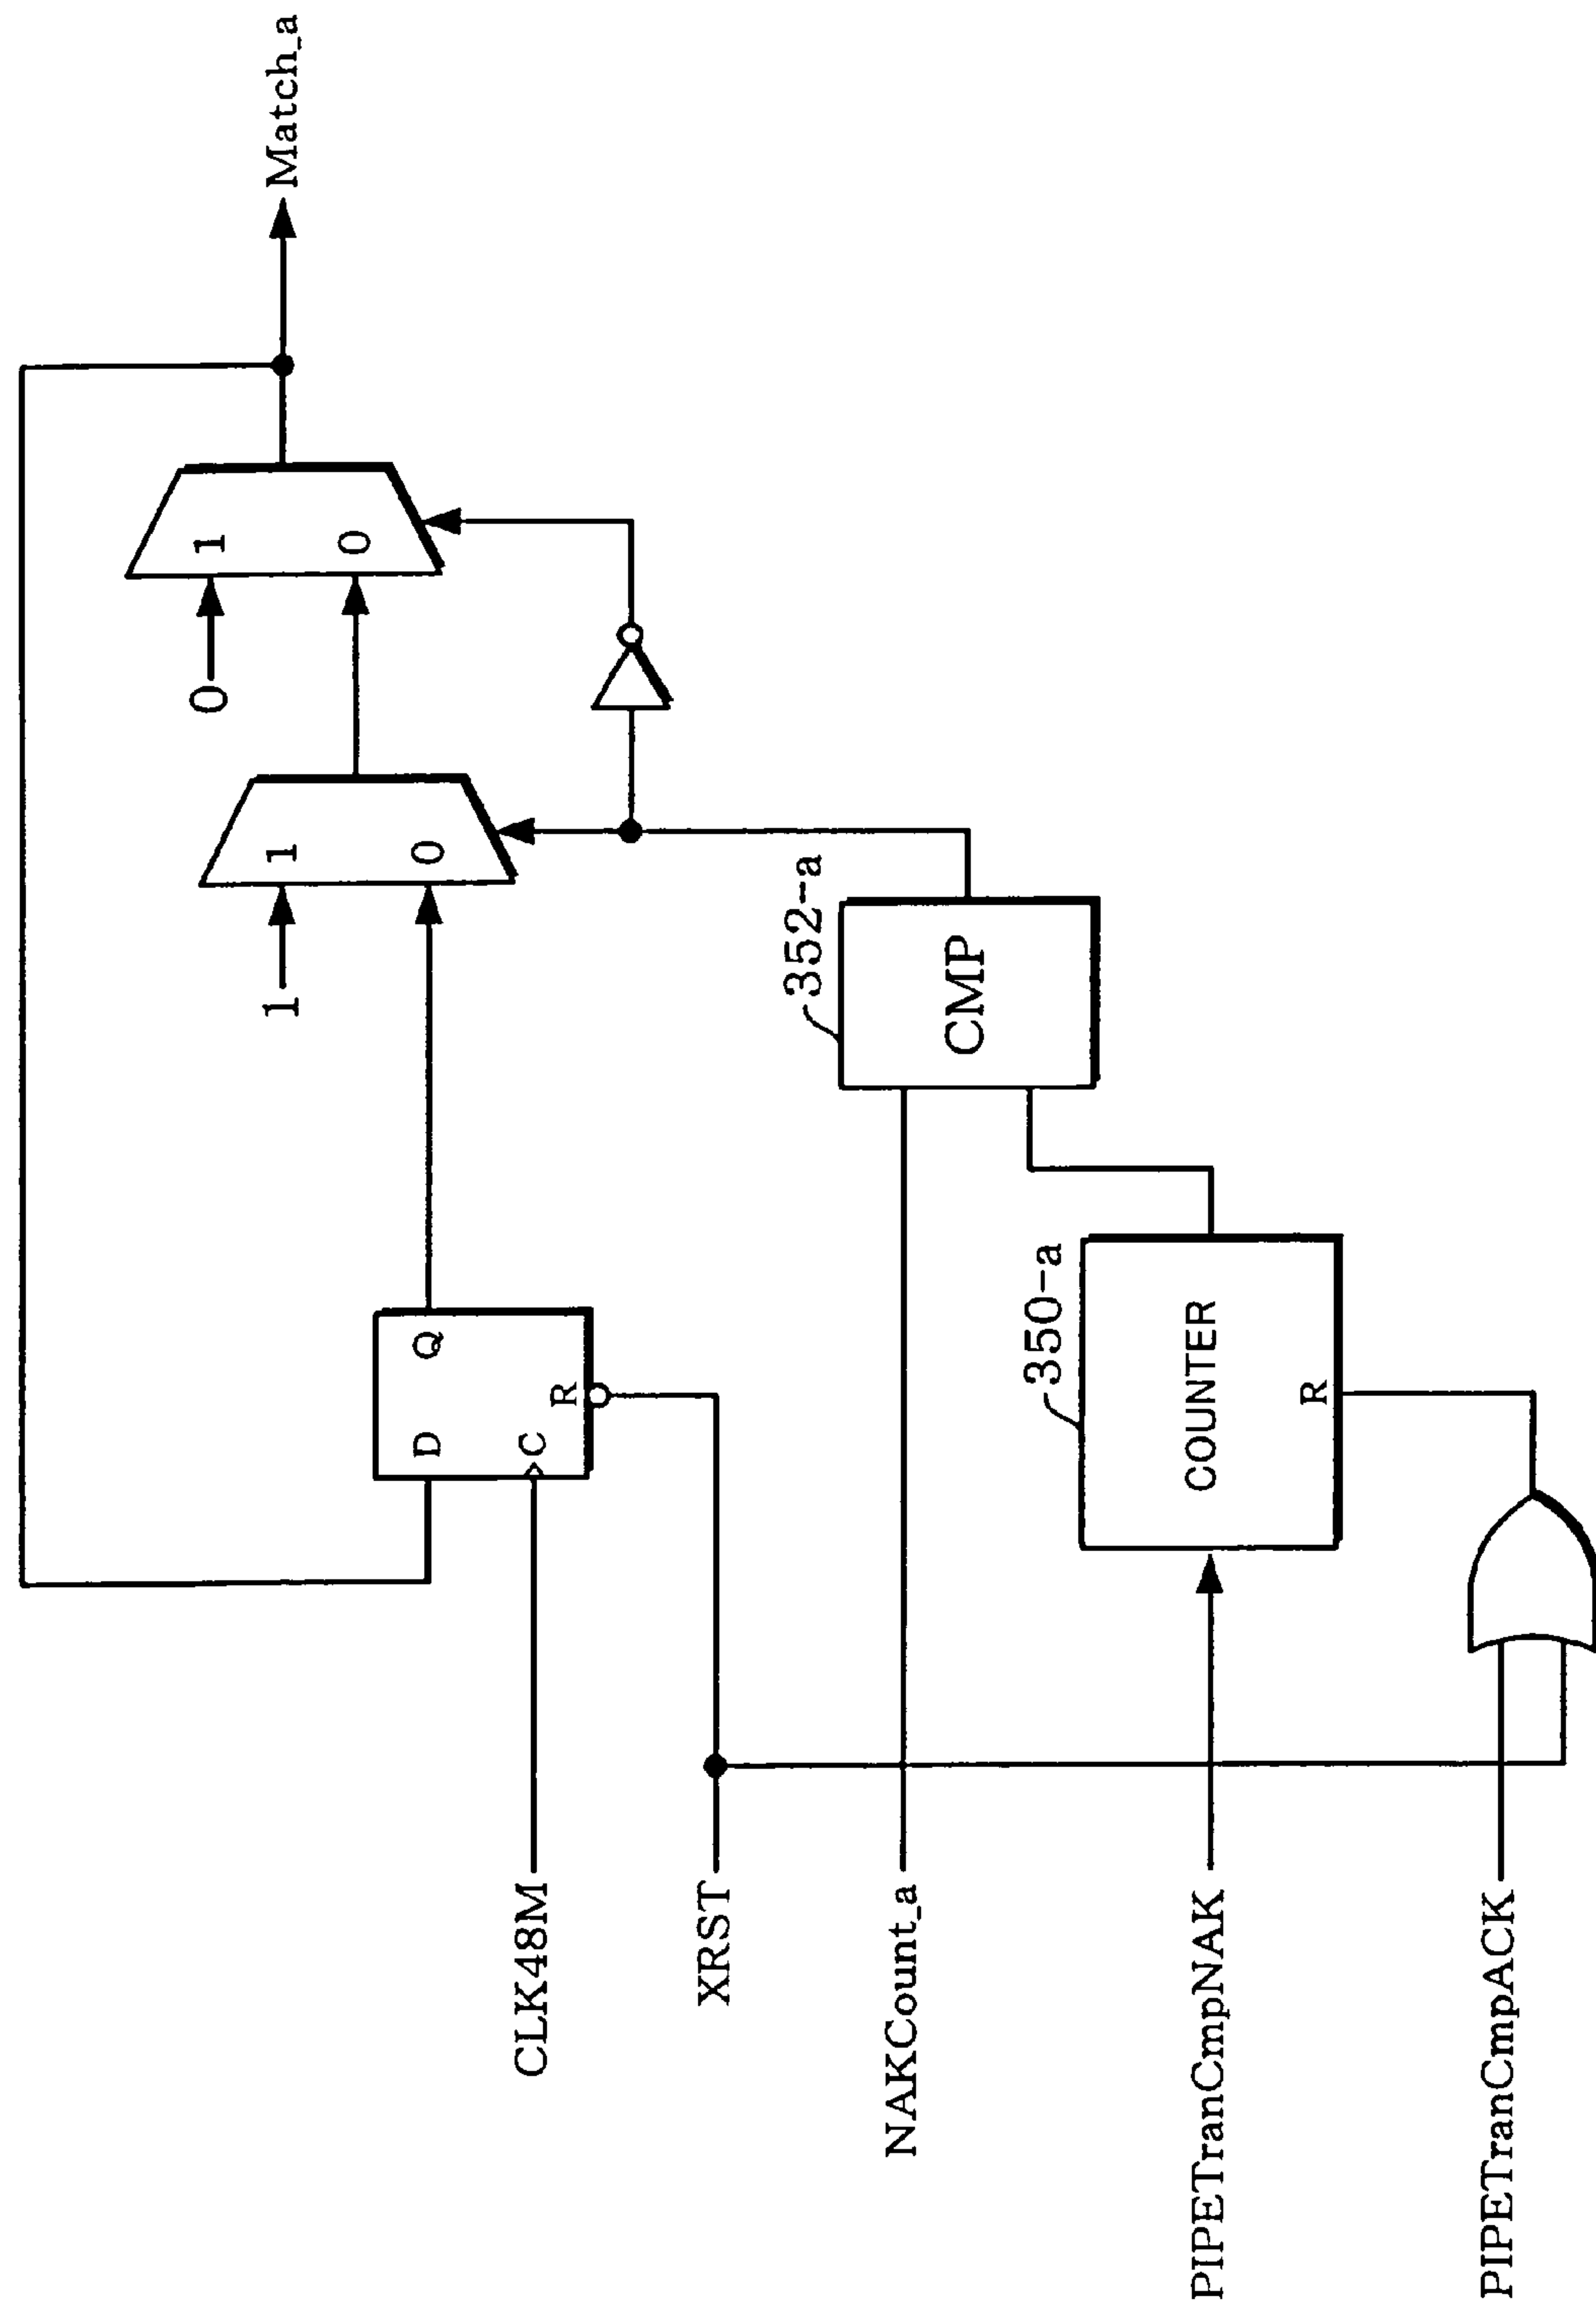 Match_a
0
1
0
1
1
0
D
Q
C
R
352-a
CMP
350-a
COUNTER
R
CLK48M
XRST
NAKCount_a
PIPETranCmpNAK
PIPETranCmpACK